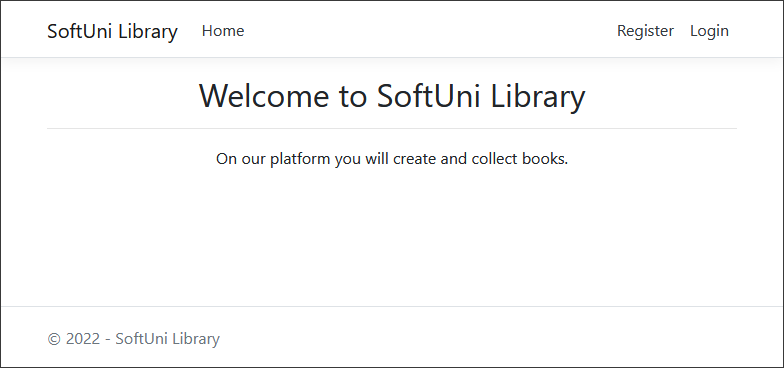 SoftUni Library Home Register Login
Welcome to SoftUni Library
On our platform you will create and collect books.
© 2022 - SoftUni Library